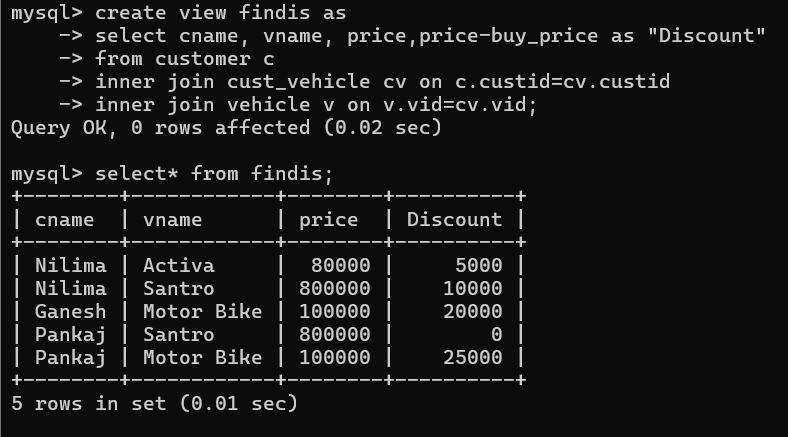 mysql> create view findis as
    -> select cname, vname, price,price-buy_price as "Discount"
    -> from customer c
    -> inner join cust_vehicle cv on c.custid=cv.custid
    -> inner join vehicle v on v.vid=cv.vid;
Query OK, 0 rows affected (0.02 sec)

mysql> select* from findis;
+--------+------------+--------+----------+
| cname  | vname      | price  | Discount |
+--------+------------+--------+----------+
| Nilima | Activa     |  80000 |     5000 |
| Nilima | Santro     | 800000 |    10000 |
| Ganesh | Motor Bike | 100000 |    20000 |
| Pankaj | Santro     | 800000 |        0 |
| Pankaj | Motor Bike | 100000 |    25000 |
+--------+------------+--------+----------+
5 rows in set (0.01 sec)